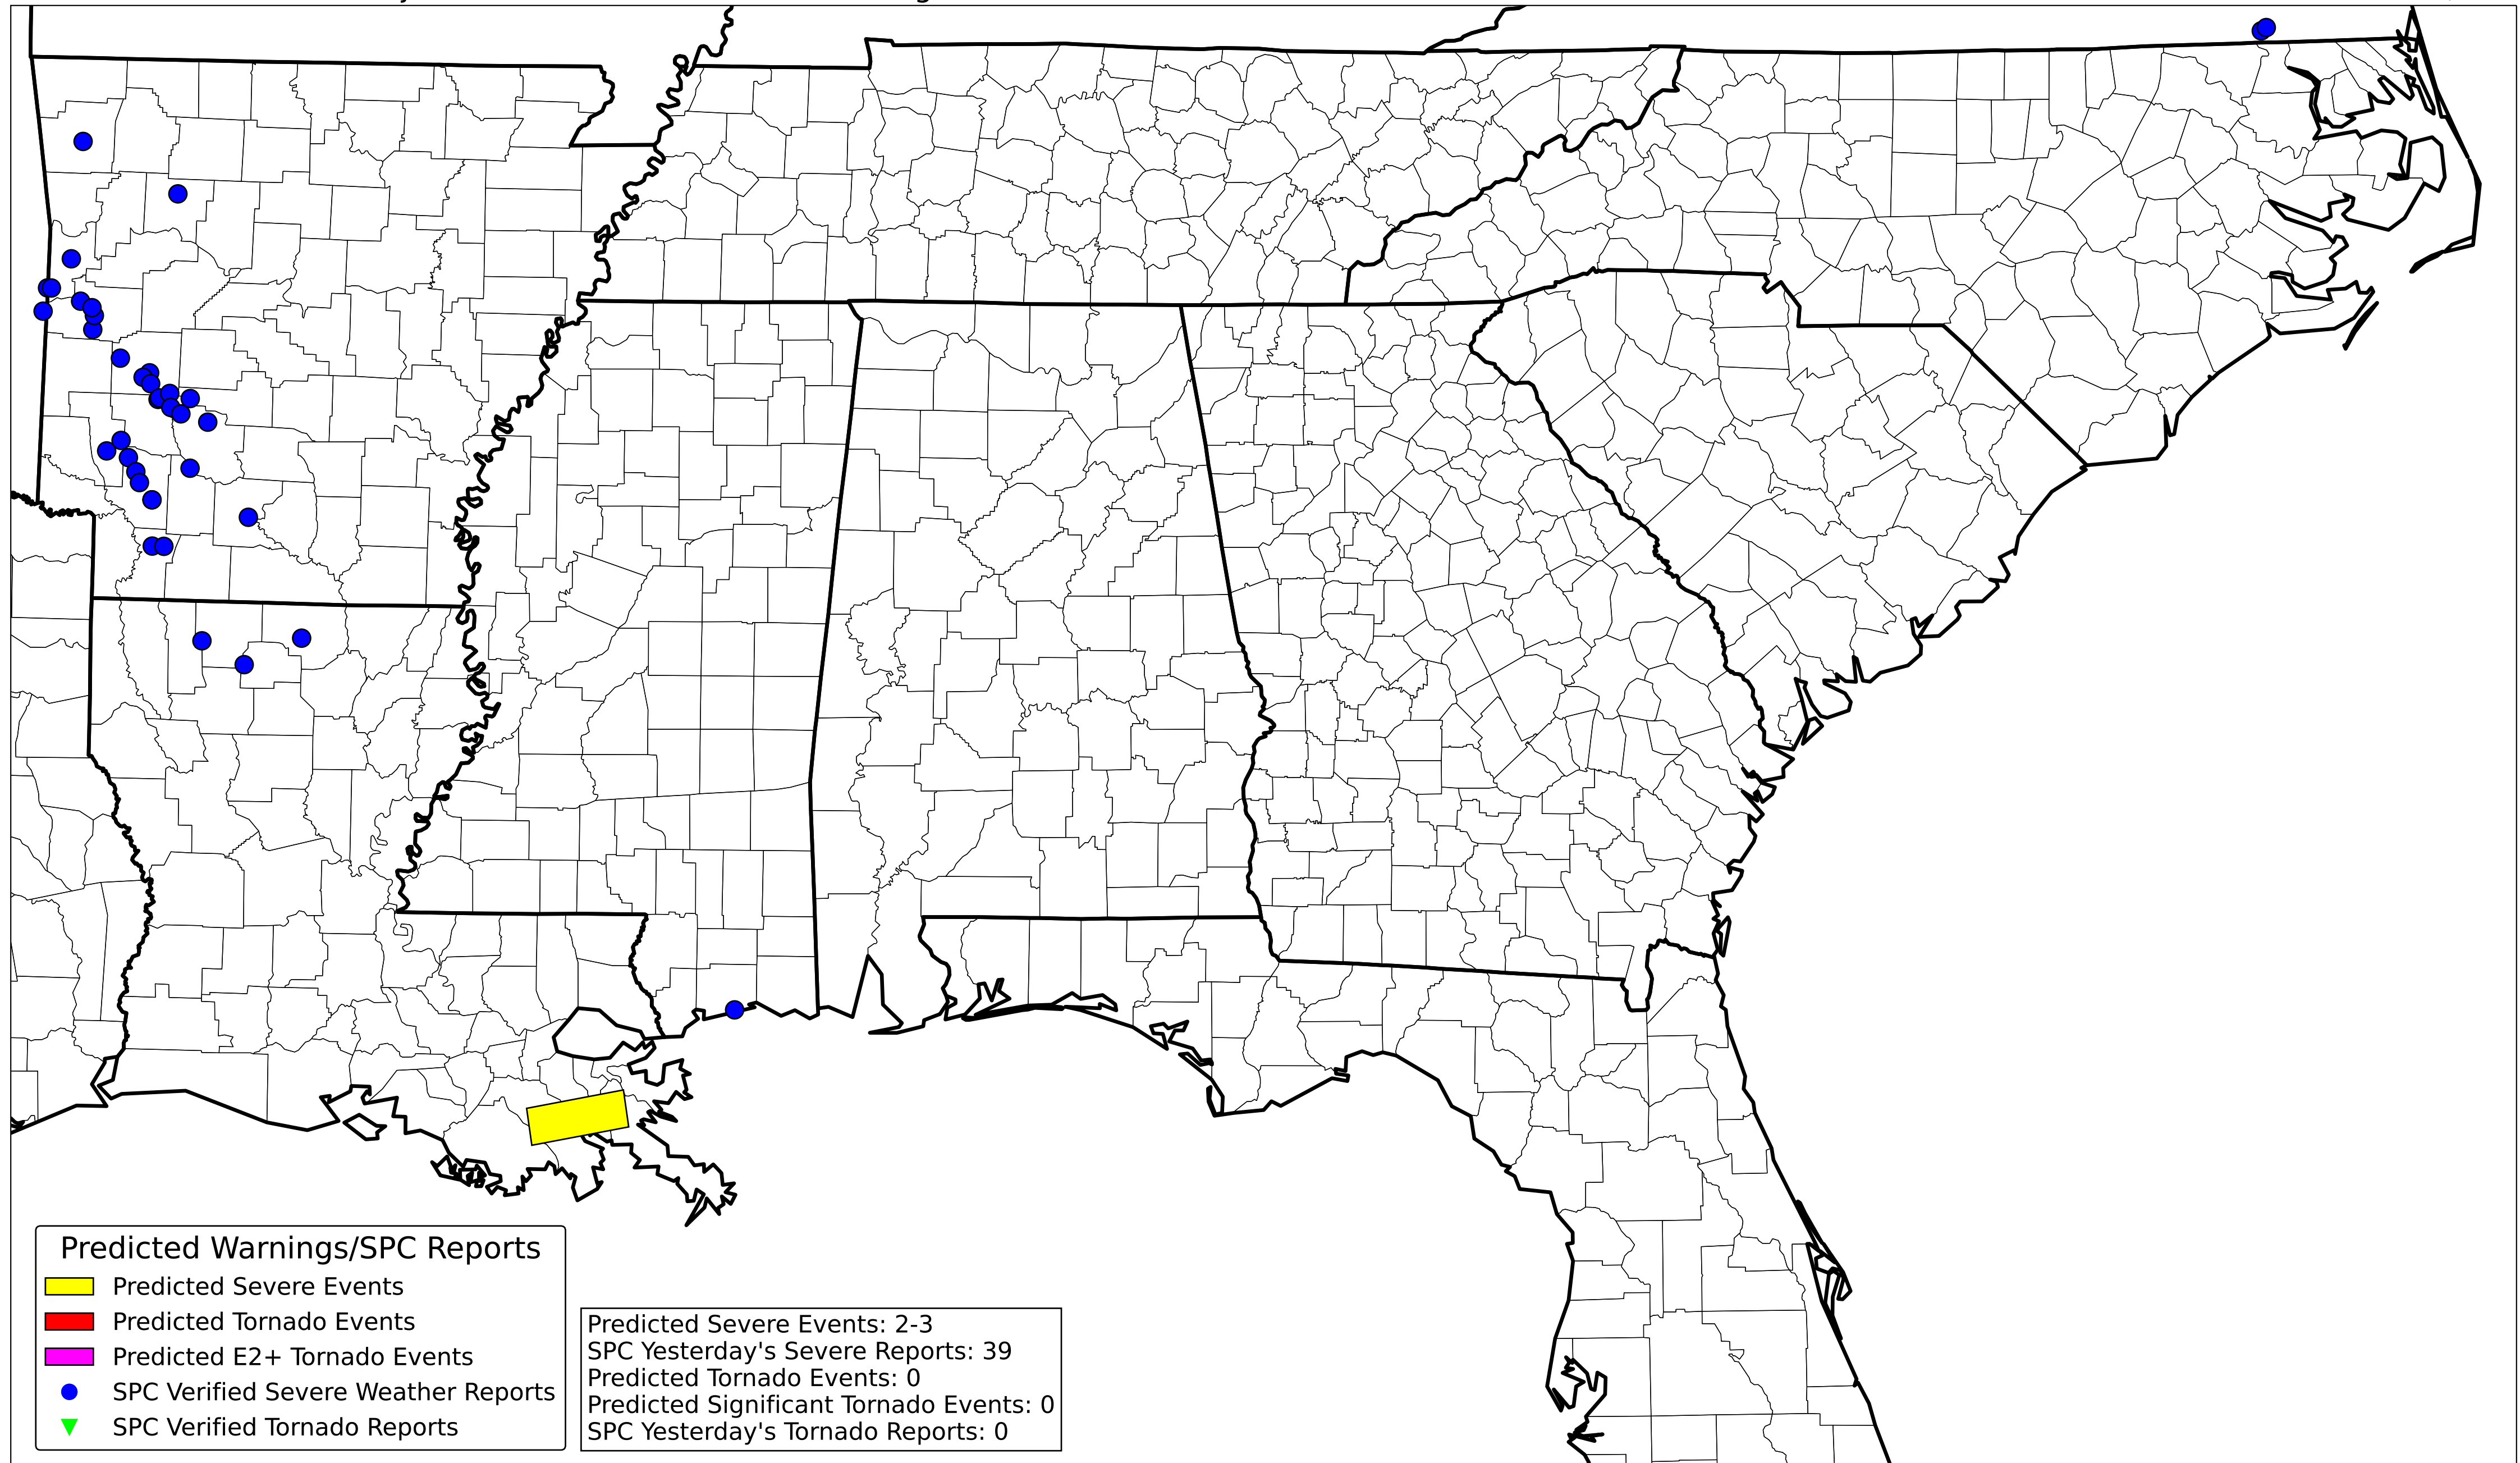 Predicted Warnings/SPC Reports
Predicted Severe Events
Predicted Tornado Events
Predicted E2+ Tornado Events
SPC Verified Severe Weather Reports
SPC Verified Tornado Reports
Predicted Severe Events: 2-3
SPC Yesterday's Severe Reports: 39
Predicted Tornado Events: 0
Predicted Significant Tornado Events: 0
SPC Yesterday's Tornado Reports: 0